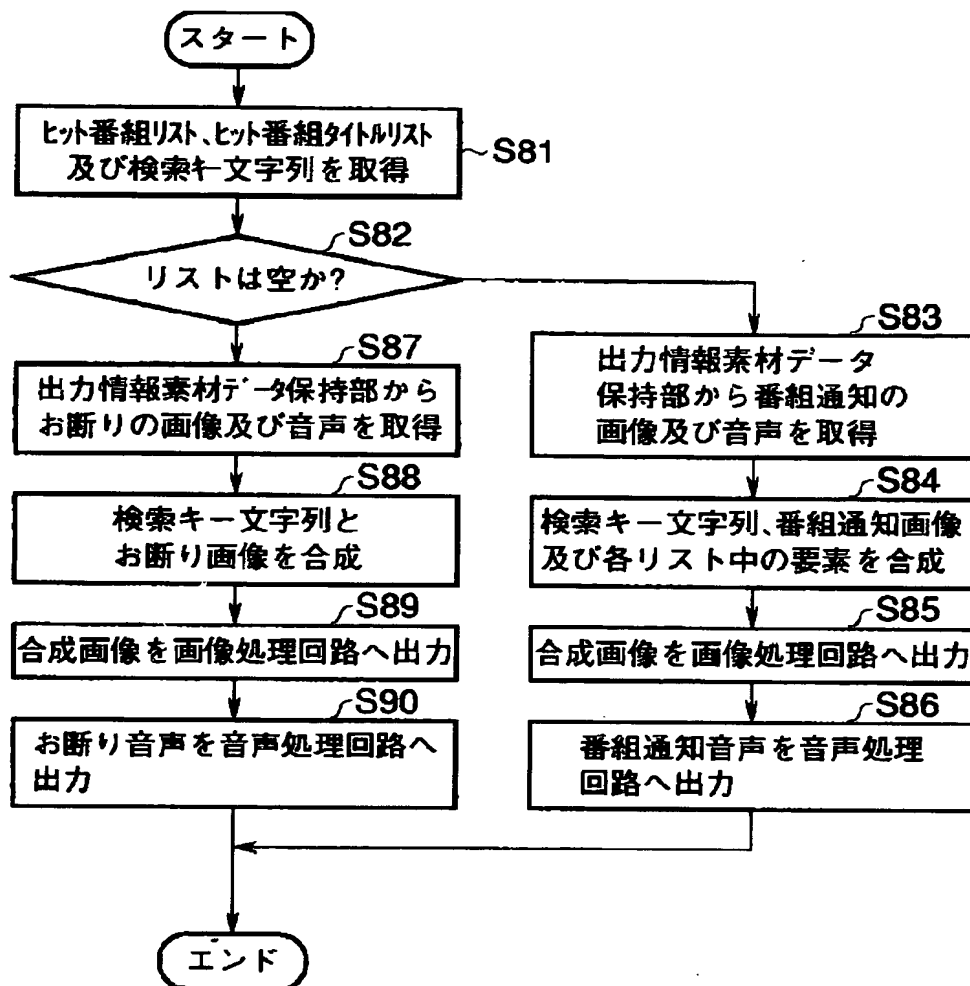 スタート
ヒット番組リスト、ヒット番組タイトルリスト
及び検索キー文字列を取得
S81
S82
リストは空か?
S87
出力情報素材データ保持部から
お断りの画像及び音声を取得
S88
検索キー文字列と
お断り画像を合成
S89
合成画像を画像処理回路へ出力
S90
お断り音声を音声処理回路へ
出力
S83
出力情報素材データ
保持部から番組通知の
画像及び音声を取得
S84
検索キー文字列、番組通知画像
及び各リスト中の要素を合成
S85
合成画像を画像処理回路へ出力
S86
番組通知音声を音声処理
回路へ出力
エンド